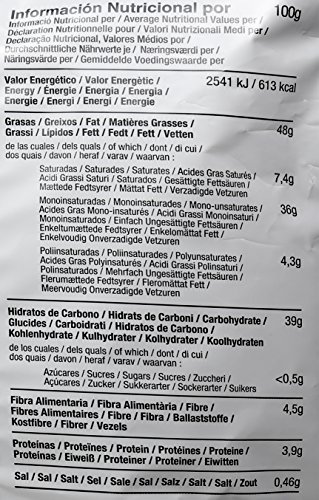 Información Nutricional por 100g
Informació Nutricional per / Average Nutritional Values per /
Déclaration Nutritionnelle pour / Valori Nutrizionali Medi per /
Declaração Nutricional, Valores Médios por /
Durchschnittliche Nährwerte je / Næringsværdi per /
Näringsvärde per / Gemiddelde Voedingswaarde per
Valor Energético / Valor Energètic / 2541 kJ / 613 kcal
Energy / Énergie / Energia / Energia /
Energie / Energi / Energi / Energie
Grasas / Greixos / Fat / Matières Grasses / 48g
Grassi / Lípidos / Fett / Fedt / Fett / Vetten
de las cuales / dels quals / of which / dont / di cui /
dos quais / davon / heraf / varav / waarvan :
Saturadas / Saturades / Saturates / Acides Gras Saturés / 7,4g
Acidi Grassi Saturi / Saturados / Gesättigte Fettsäuren /
Mættede Fedtsyrer / Mättat Fett / Verzadigde Vetzuren
Monoinsaturadas / Monoinsaturades / Mono-unsaturates / 36g
Acides Gras Mono-insaturés / Acidi Grassi Monoinsaturi /
Monoinsaturados / Einfach Ungesättigte Fettsäuren /
Enkeltumættede Fedtsyrer / Enkelomättat Fett /
Enkelvoudig Onverzadigde Vetzuren
Poliinsaturadas / Poliinsaturades / Polyunsaturates / 4,3g
Acides Gras Polyinsaturés / Acidi Grassi Polinsaturi /
Polinsaturados / Mehrfach Ungesättigte Fettsäuren /
Flerumættede Fedtsyrer / Fleromättat Fett /
Meervoudig Onverzadigde Vetzuren
Hidratos de Carbono / Hidrats de Carboni / Carbohydrate / 39g
Glucides / Carboidrati / Hidratos de Carbono /
Kohlenhydrate / Kulhydrater / Kolhydrater / Koolhydraten
de los cuales / dels quals / of which / dont / di cui /
dos quais / davon / heraf / varav / waarvan :
Azúcares / Sucres / Sugars / Sucres / Zuccheri / <0,5g
Açúcares / Zucker / Sukkerarter / Sockerarter / Suikers
Fibra Alimentaria / Fibra Alimentària / Fibre / 4,5g
Fibres Alimentaires / Fibre / Fibra / Ballaststoffe /
Kostfibre / Fibrer / Vezels
Proteínas / Proteïnes / Protein / Protéines / Proteine / 3,9g
Proteínas / Eiweiß / Proteiner / Proteiner / Eiwitten
Sal / Sal / Salt / Sel / Sale / Sal / Salz / Salt / Salt / Zout 0,46g